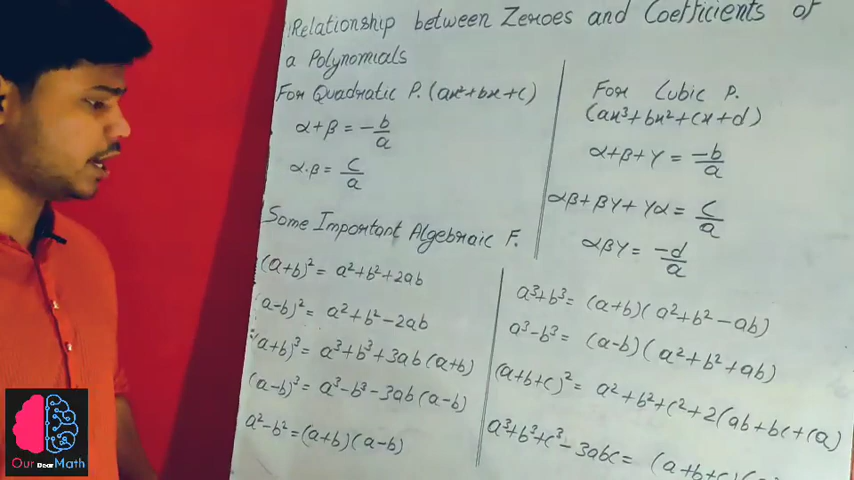 Relationship between Zeroes and Coefficients of
a Polynomials
For Quadratic P. (ax²+bx+c)
α+β = -b/a
α.β = c/a
For Cubic P.
(ax³+bx²+cx+d)
α+β+γ = -b/a
αβ+βγ+γα = c/a
αβγ = -d/a
Some Important Algebraic F.
(a+b)² = a²+b²+2ab
(a-b)² = a²+b²-2ab
(a+b)³ = a³+b³+3ab(a+b)
(a-b)³ = a³-b³-3ab(a-b)
a²-b² = (a+b)(a-b)
a³+b³ = (a+b)(a²+b²-ab)
a³-b³ = (a-b)(a²+b²+ab)
(a+b+c)² = a²+b²+c²+2(ab+bc+ca)
a³+b³+c³-3abc = (a+b+c)(
Our Dear Math